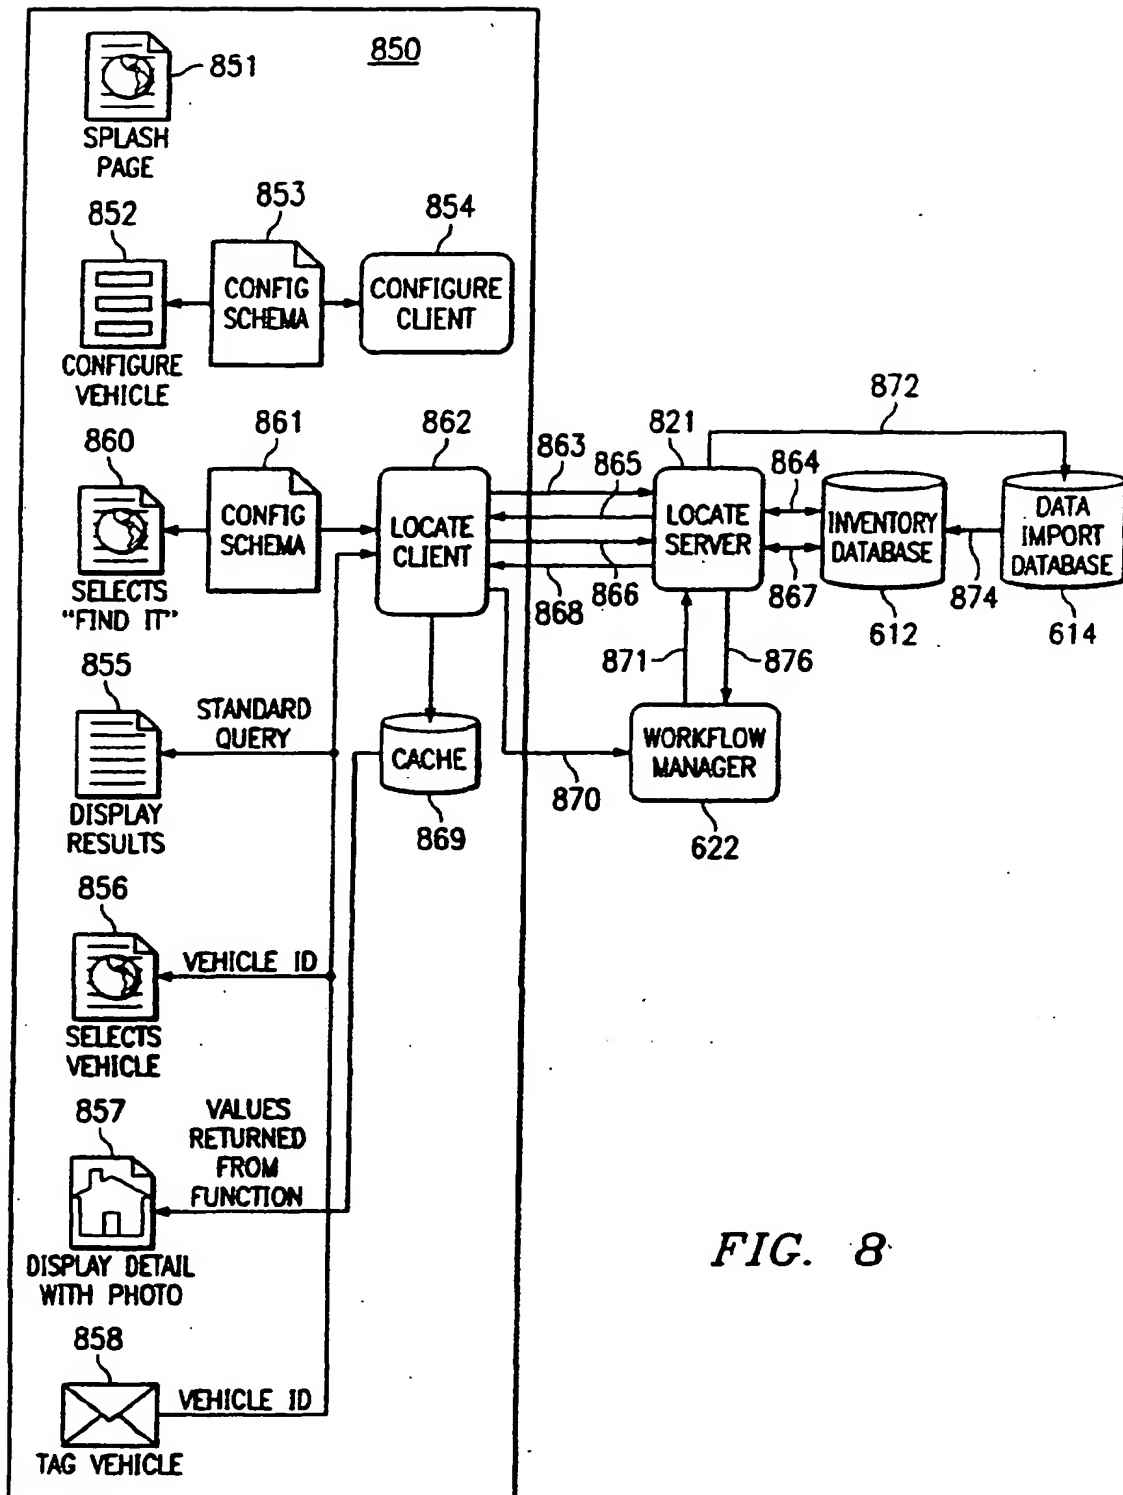 850
851
SPLASH
PAGE
852
853
854
CONFIG
SCHEMA
CONFIGURE
CLIENT
CONFIGURE
VEHICLE
860
861
862
863
865
821
864
872
CONFIG
SCHEMA
LOCATE
CLIENT
LOCATE
SERVER
INVENTORY
DATABASE
DATA
IMPORT
DATABASE
SELECTS
"FIND IT"
868
866
867
874
612
614
855
871
876
STANDARD
QUERY
CACHE
WORKFLOW
MANAGER
870
DISPLAY
RESULTS
869
622
856
VEHICLE ID
SELECTS
VEHICLE
857
VALUES
RETURNED
FROM
FUNCTION
DISPLAY DETAIL
WITH PHOTO
FIG. 8
858
VEHICLE ID
TAG VEHICLE